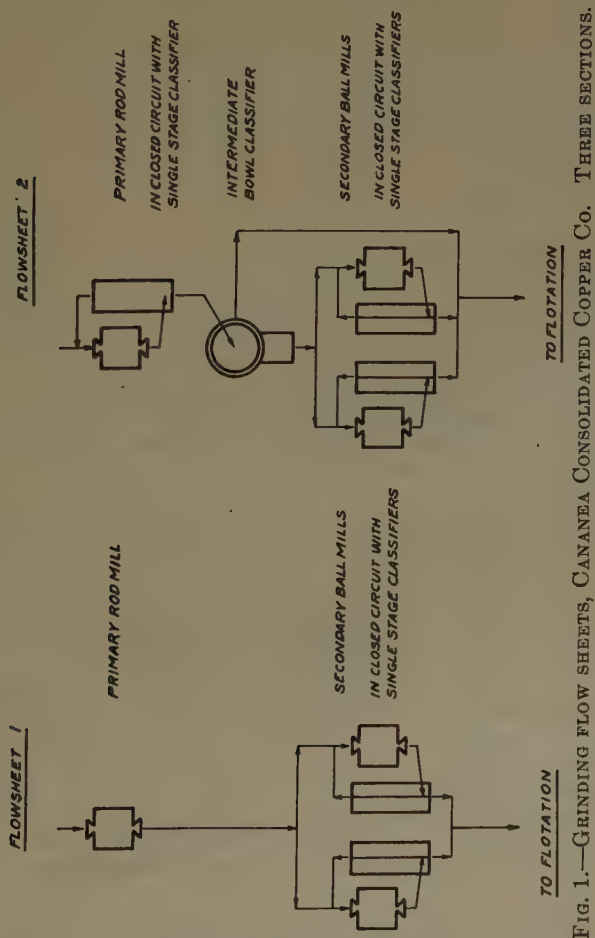 FLOWSHEET 1
PRIMARY ROD MILL
SECONDARY BALL MILLS
IN CLOSED CIRCUIT WITH
SINGLE STAGE CLASSIFIERS
TO FLOTATION
FLOWSHEET 2
PRIMARY ROD MILL
IN CLOSED CIRCUIT WITH
SINGLE STAGE CLASSIFIER
INTERMEDIATE
BOWL CLASSIFIER
SECONDARY BALL MILLS
IN CLOSED CIRCUIT WITH
SINGLE STAGE CLASSIFIERS
TO FLOTATION
FIG. 1.—GRINDING FLOW SHEETS, CANANEA CONSOLIDATED COPPER CO. THREE SECTIONS.